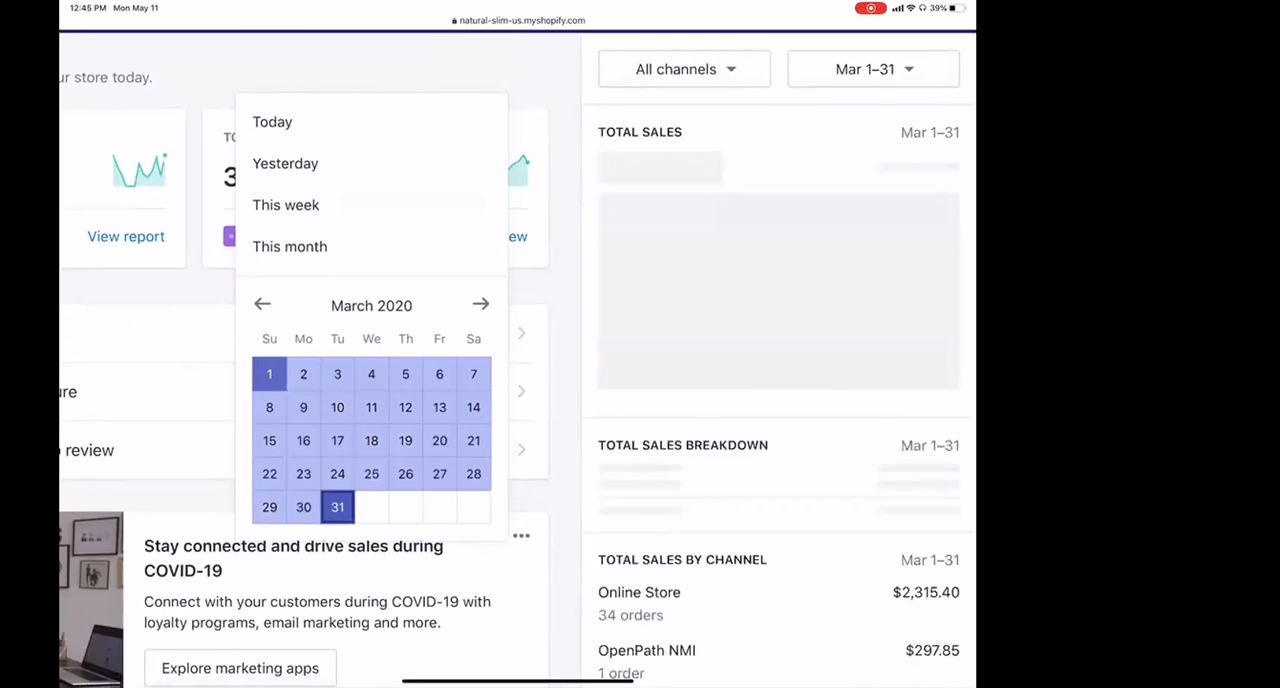 12:45 PM Mon May 11
39%
natural-slim-us.myshopify.com
ur store today.
All channels
Mar 1–31
Today
Yesterday
This week
This month
View report
TO
3
ew
March 2020
Su Mo Tu We Th Fr Sa
1 2 3 4 5 6 7
8 9 10 11 12 13 14
15 16 17 18 19 20 21
22 23 24 25 26 27 28
29 30 31
ure
o review
Stay connected and drive sales during
COVID-19
Connect with your customers during COVID-19 with
loyalty programs, email marketing and more.
Explore marketing apps
TOTAL SALES Mar 1–31
TOTAL SALES BREAKDOWN Mar 1–31
TOTAL SALES BY CHANNEL Mar 1–31
Online Store $2,315.40
34 orders
OpenPath NMI $297.85
1 order